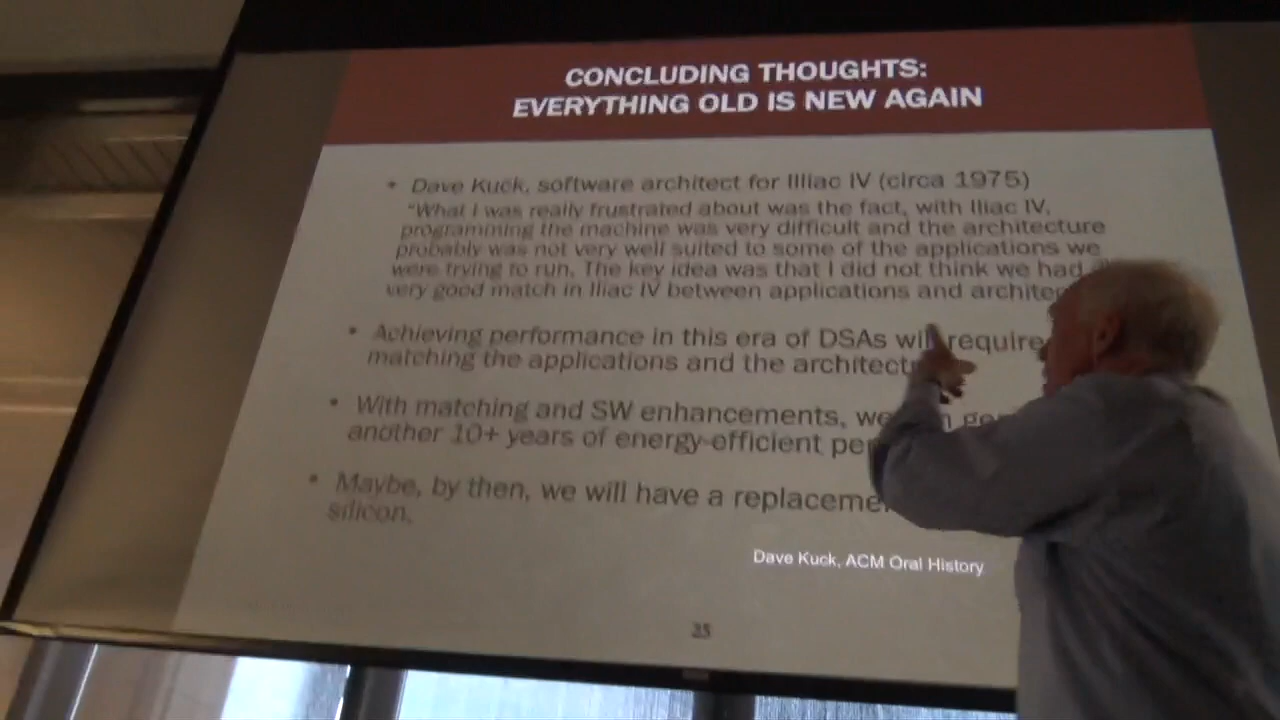 CONCLUDING THOUGHTS:
EVERYTHING OLD IS NEW AGAIN
• Dave Kuck, software architect for Illiac IV (circa 1975)
"What I was really frustrated about was the fact, with Iliac IV,
programming the machine was very difficult and the architecture
probably was not very well suited to some of the applications we
were trying to run. The key idea was that I did not think we had
very good match in Iliac IV between applications and
• Achieving performance in this era of DSAs will require
matching the applications and the
• With matching and SW enhancements,
another 10+ years of energy-efficient
• Maybe, by then, we will have a
silicon.
Dave Kuck, ACM Oral History
25